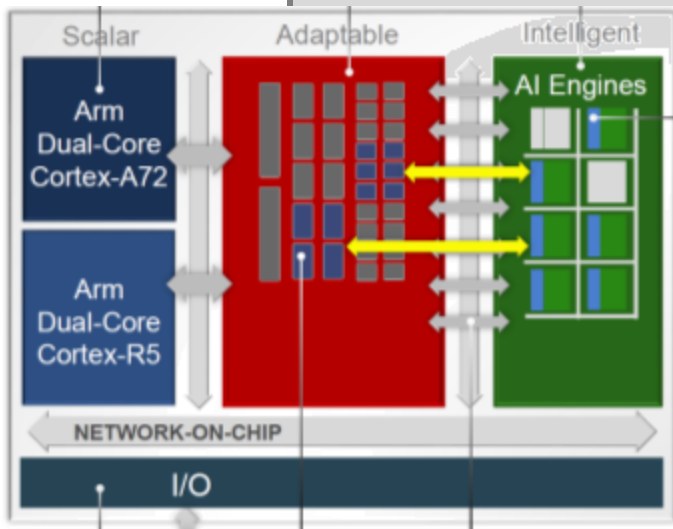 Scalar
Adaptable
Intelligent
Arm
Dual-Core
Cortex-A72
AI Engines
Arm
Dual-Core
Cortex-R5
NETWORK-ON-CHIP
I/O